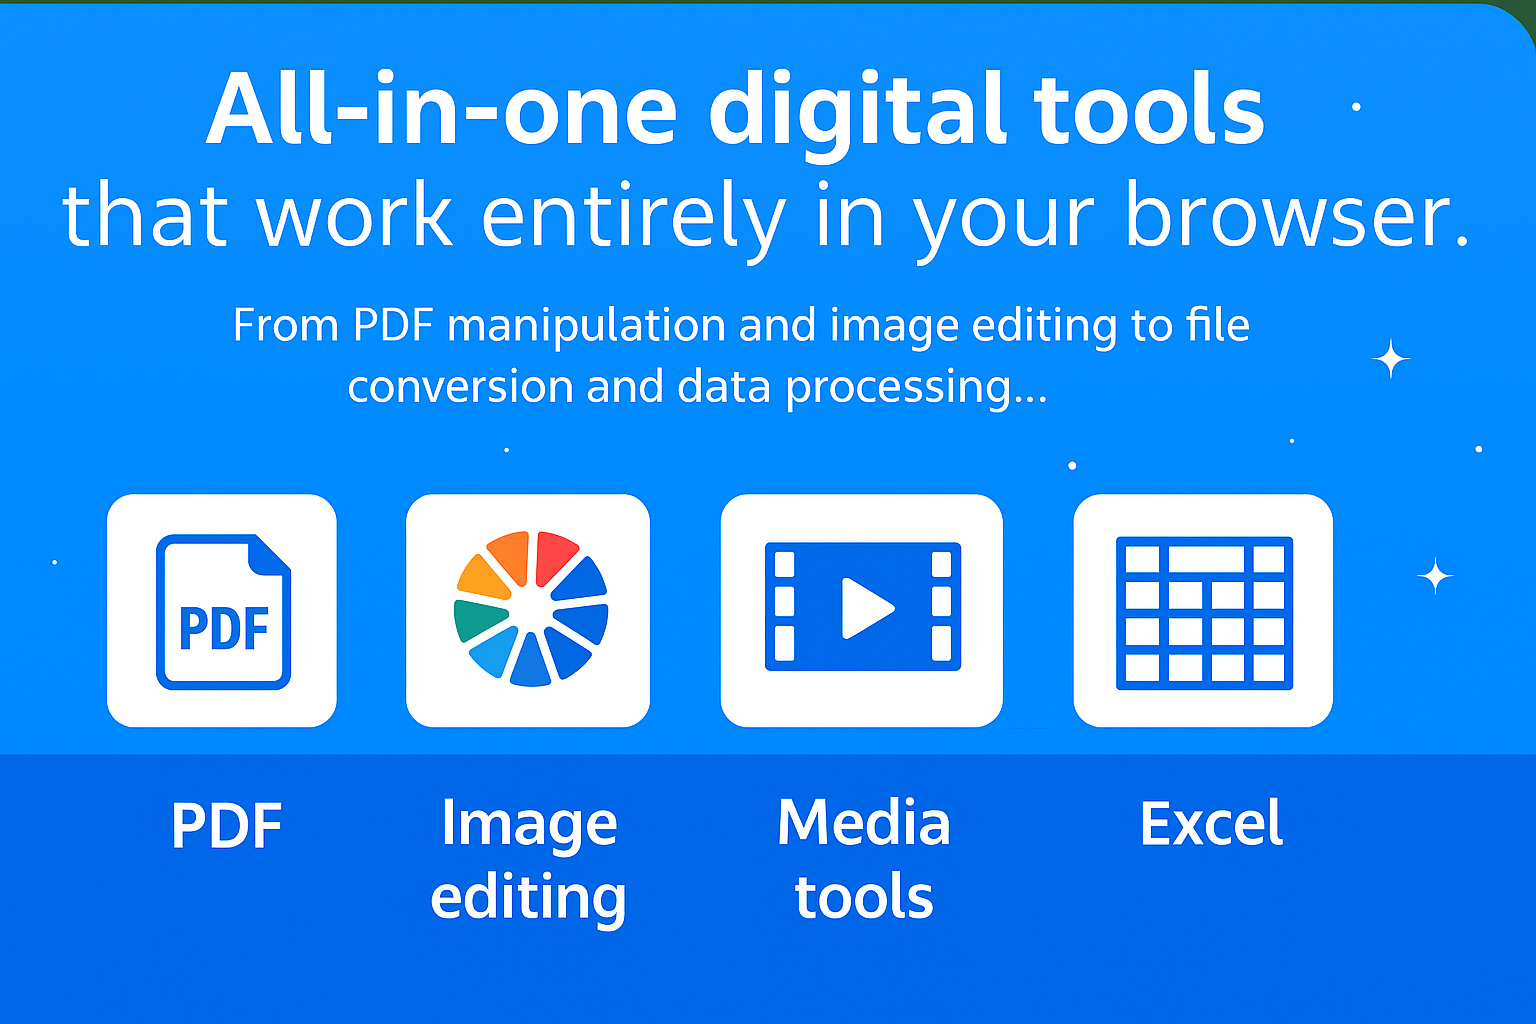 All-in-one digital tools
that work entirely in your browser.
From PDF manipulation and image editing to file
conversion and data processing...
PDF
PDF
Image
editing
Media
tools
Excel